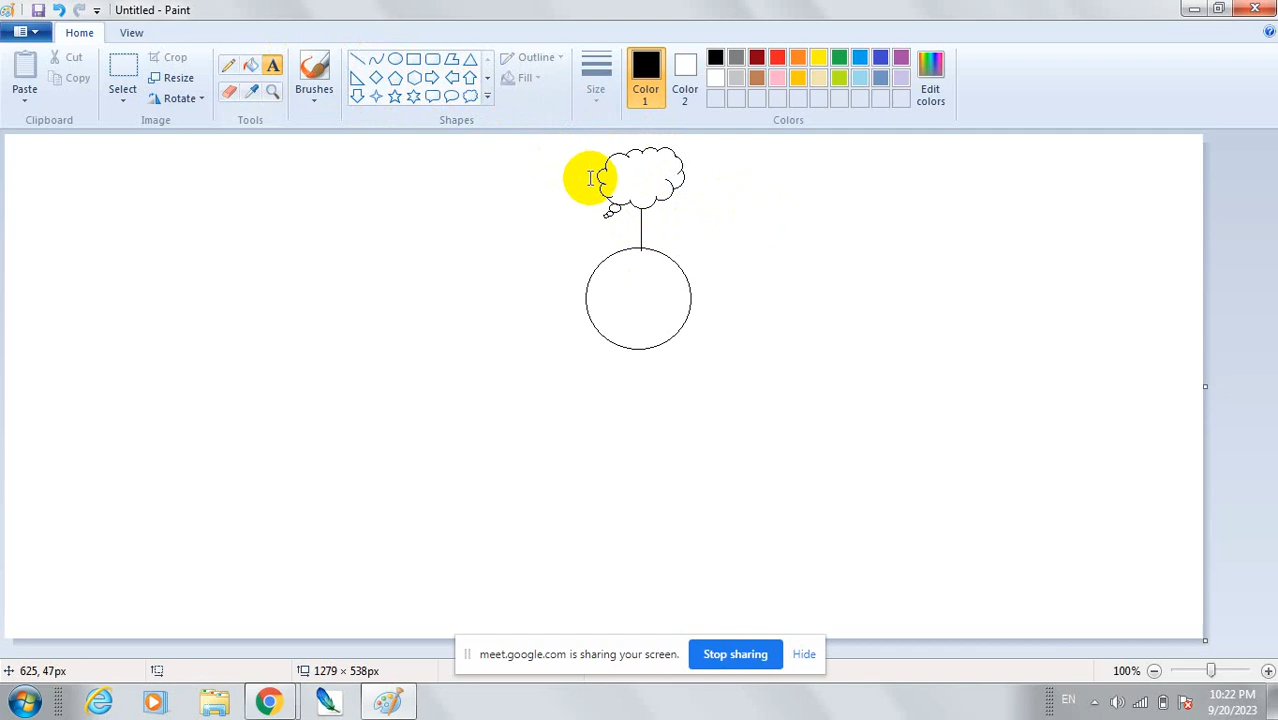 Untitled - Paint
Home
View
Paste
Cut
Copy
Clipboard
Select
Crop
Resize
Rotate
Image
A
Tools
Brushes
Shapes
Outline
Fill
Size
Color 1
Color 2
Edit colors
Colors
meet.google.com is sharing your screen.
Stop sharing
Hide
625, 47px
1279 × 538px
100%
EN
10:22 PM
9/20/2023